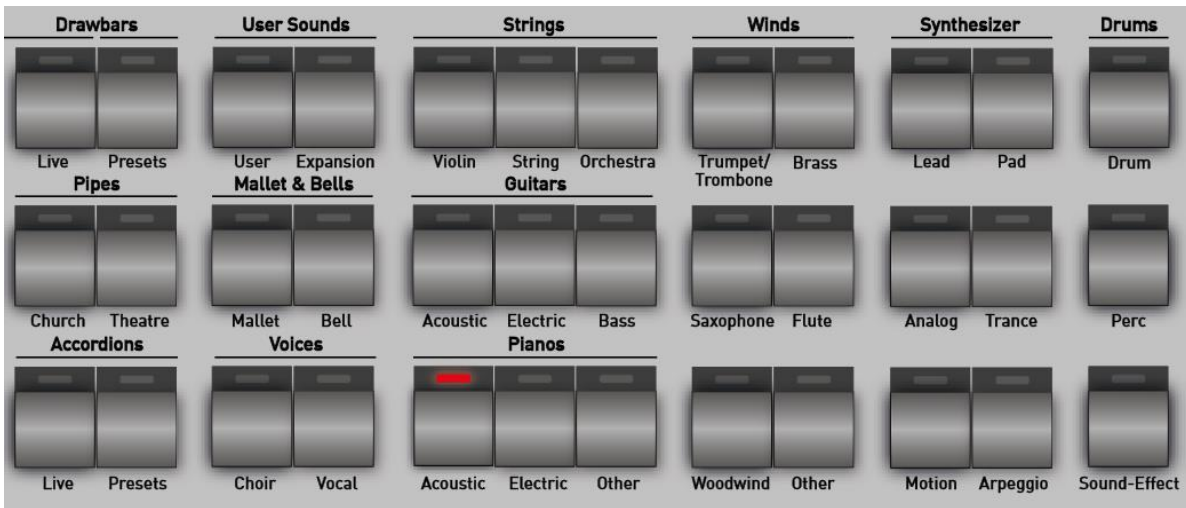 Drawbars User Sounds Strings Winds Synthesizer Drums
Live Presets User Expansion Violin String Orchestra Trumpet/ Brass Lead Pad Drum
Trombone
Pipes Mallet & Bells Guitars
Church Theatre Mallet Bell Acoustic Electric Bass Saxophone Flute Analog Trance Perc
Accordions Voices Pianos
Live Presets Choir Vocal Acoustic Electric Other Woodwind Other Motion Arpeggio Sound-Effect